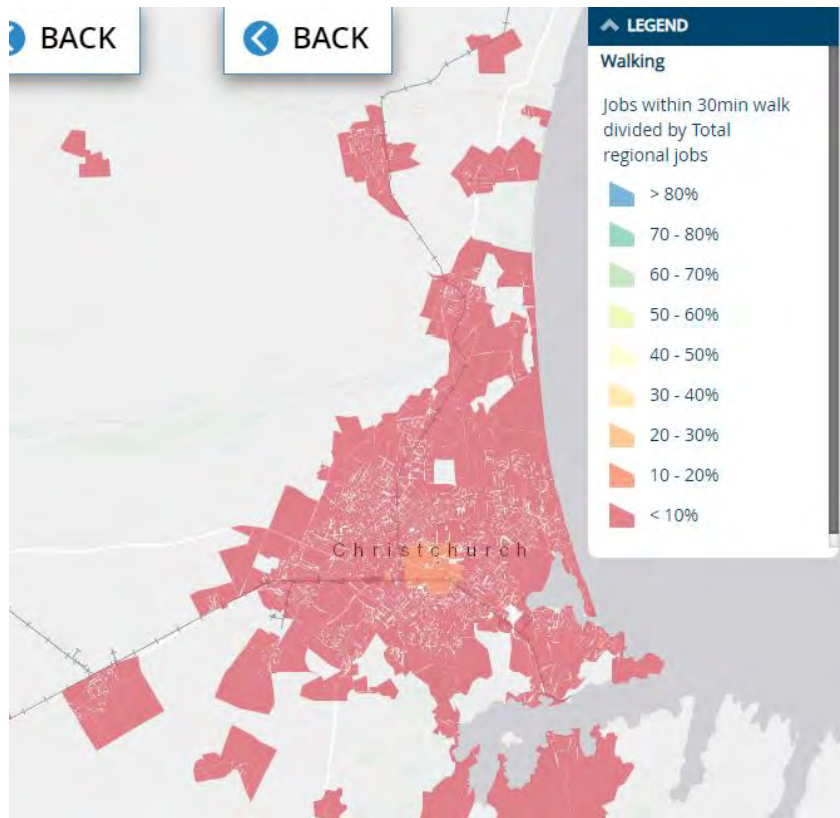 BACK
BACK
LEGEND
Walking
Jobs within 30min walk
divided by Total
regional jobs
> 80%
70 - 80%
60 - 70%
50 - 60%
40 - 50%
30 - 40%
20 - 30%
10 - 20%
< 10%
Christchurch